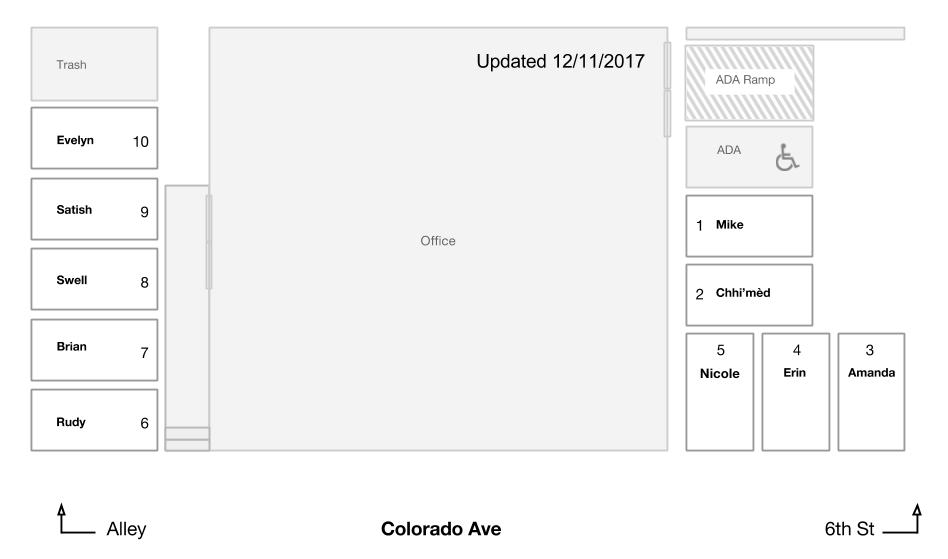 Updated 12/11/2017
Trash
ADA Ramp
Evelyn 10
ADA
Satish 9
1 Mike
Office
Swell 8
2 Chhi'mèd
Brian 7
5 4 3
Nicole Erin Amanda
Rudy 6
Alley Colorado Ave 6th St